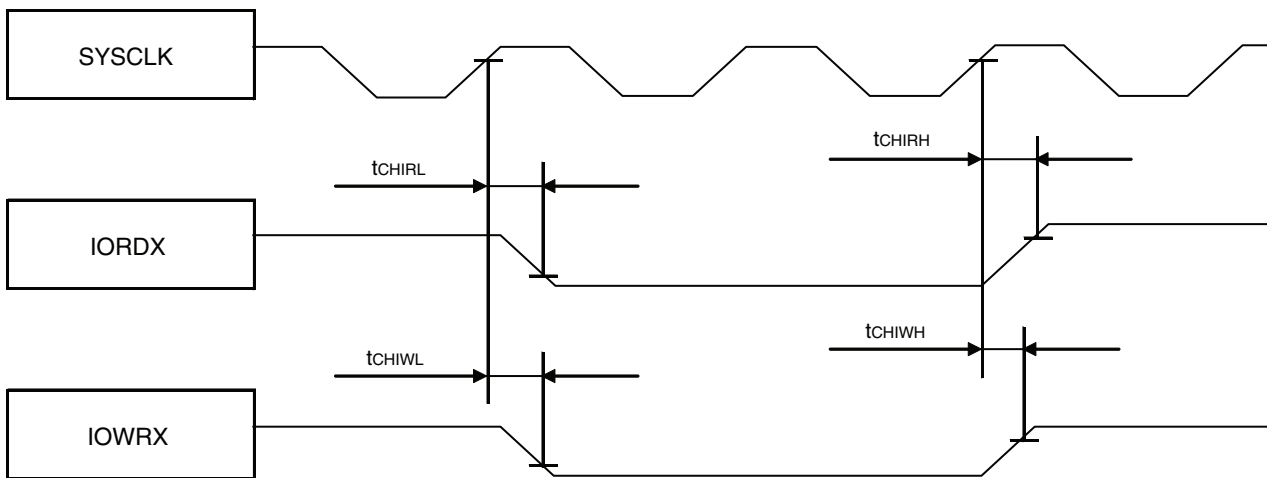 SYSCLK
tCHIRH
tCHIRL
IORDX
tCHIWH
tCHIWL
IOWRX